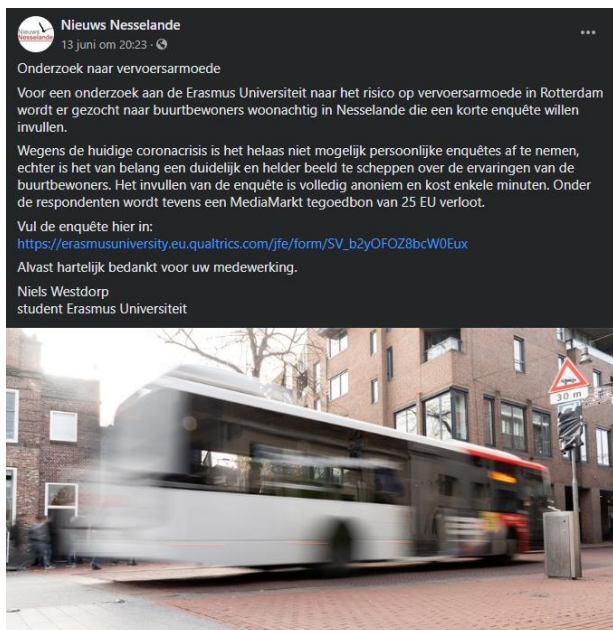 Nieuws
Nesselande
Nieuws Nesselande
13 juni om 20:23 ·
Onderzoek naar vervoersarmoede
Voor een onderzoek aan de Erasmus Universiteit naar het risico op vervoersarmoede in Rotterdam
wordt er gezocht naar buurtbewoners woonachtig in Nesselande die een korte enquête willen
invullen.
Wegens de huidige coronacrisis is het helaas niet mogelijk persoonlijke enquêtes af te nemen,
echter is het van belang een duidelijk en helder beeld te scheppen over de ervaringen van de
buurtbewoners. Het invullen van de enquête is volledig anoniem en kost enkele minuten. Onder
de respondenten wordt tevens een MediaMarkt tegoedbon van 25 EU verloot.
Vul de enquête hier in:
https://erasmusuniversity.eu.qualtrics.com/jfe/form/SV_b2yOFOZ8bcW0Eux
Alvast hartelijk bedankt voor uw medewerking.
Niels Westdorp
student Erasmus Universiteit
30 m